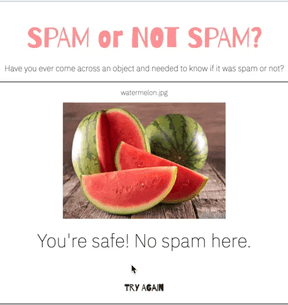 SPAM or NOT SPAM?
Have you ever come across an object and needed to know if it was spam or not?
watermelon.jpg
You're safe! No spam here.
TRY AGAIN